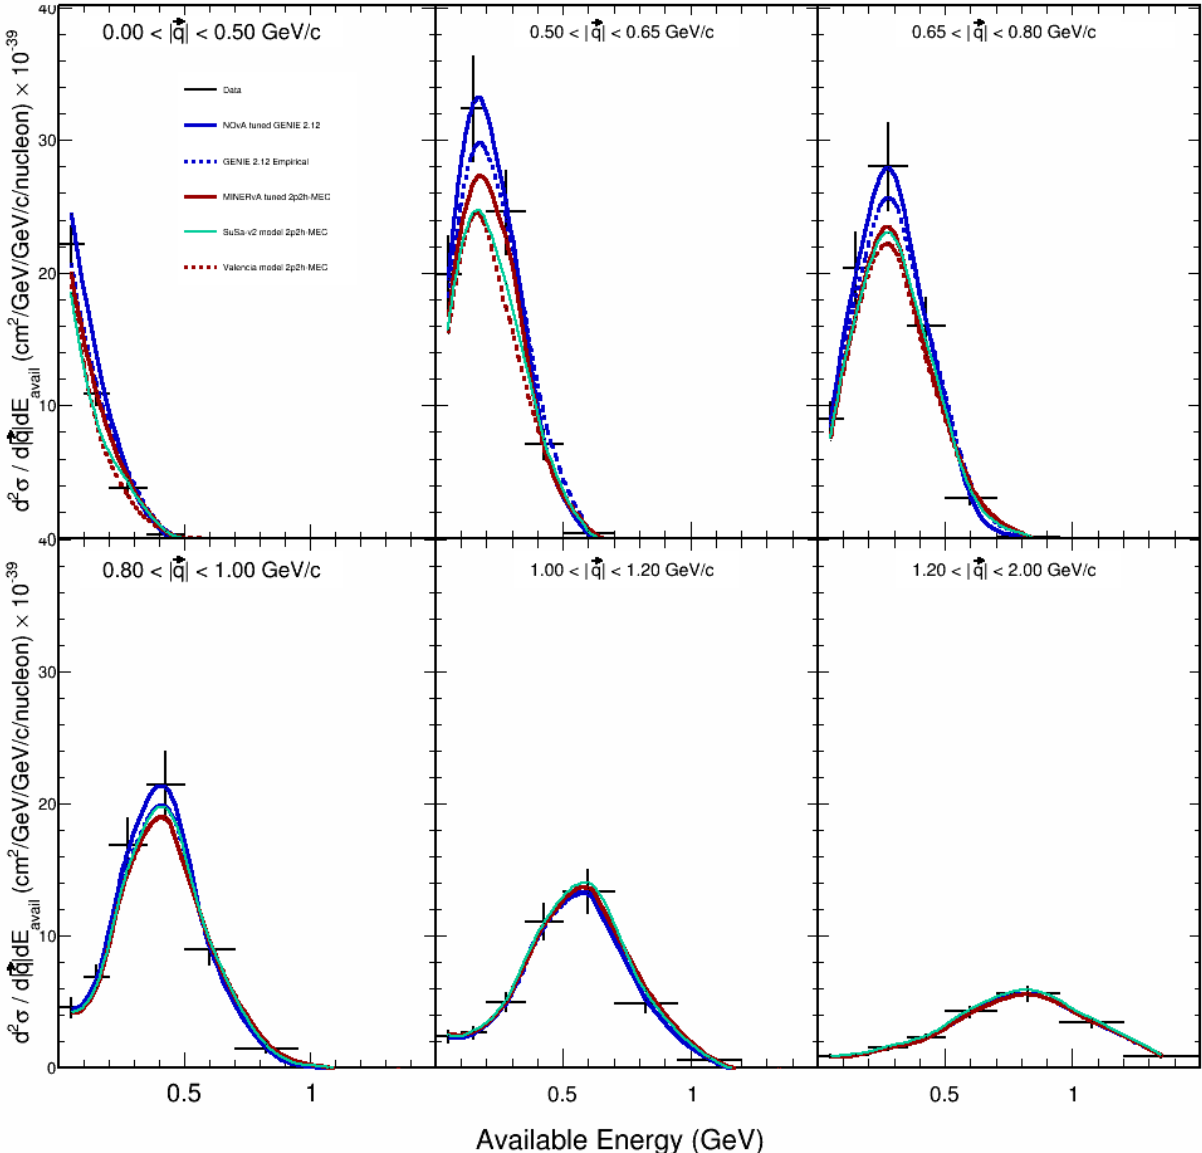 40
30
20
10
0.00 < |q⃗| < 0.50 GeV/c
0.50 < |q⃗| < 0.65 GeV/c
0.65 < |q⃗| < 0.80 GeV/c
Data
NOvA tuned GENIE 2.12
GENIE 2.12 Empirical
MINERvA tuned 2p2h-MEC
SuSa-v2 model 2p2h-MEC
Valencia model 2p2h-MEC
d²σ / d|q⃗|dE_avail (cm²/GeV/GeV/c/nucleon) × 10⁻³⁹
40
30
20
10
0
0.80 < |q⃗| < 1.00 GeV/c
1.00 < |q⃗| < 1.20 GeV/c
1.20 < |q⃗| < 2.00 GeV/c
d²σ / d|q⃗|dE_avail (cm²/GeV/GeV/c/nucleon) × 10⁻³⁹
0.5 1 0.5 1 0.5 1
Available Energy (GeV)